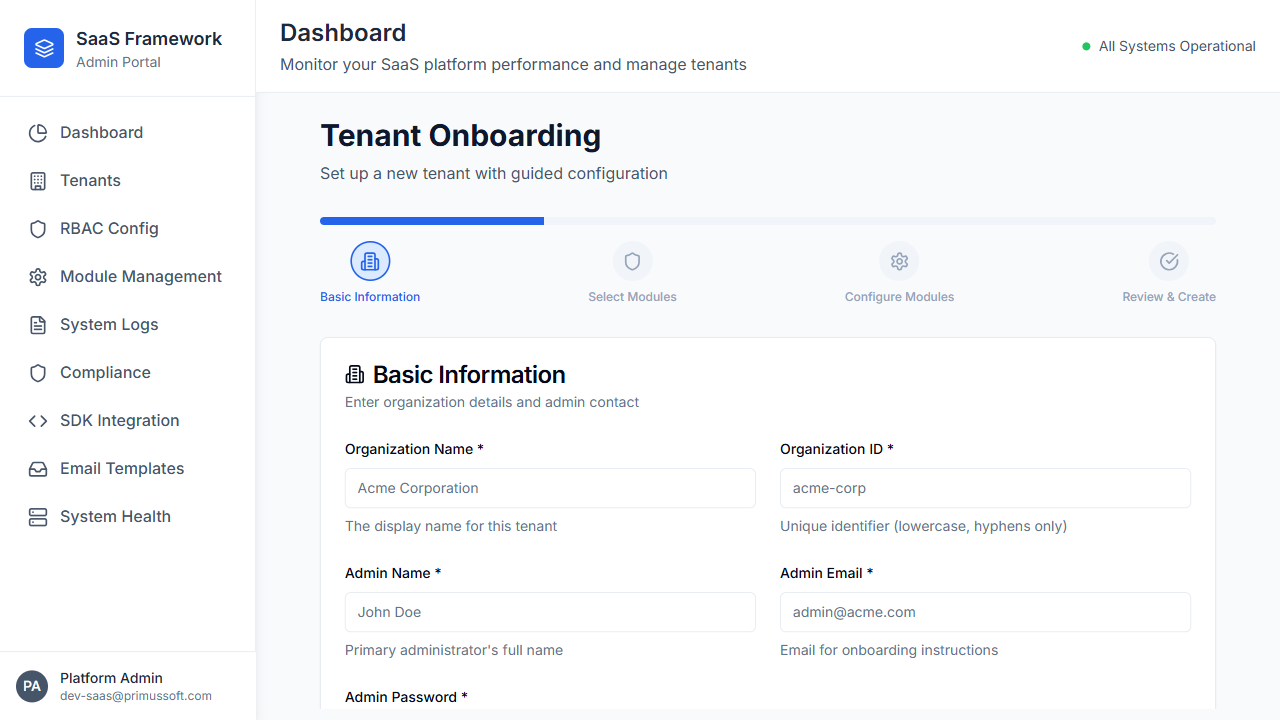 SaaS Framework
Admin Portal
Dashboard
Tenants
RBAC Config
Module Management
System Logs
Compliance
SDK Integration
Email Templates
System Health
PA
Platform Admin
dev-saas@primussoft.com
Dashboard
Monitor your SaaS platform performance and manage tenants
All Systems Operational
Tenant Onboarding
Set up a new tenant with guided configuration
Basic Information
Select Modules
Configure Modules
Review & Create
Basic Information
Enter organization details and admin contact
Organization Name *
Acme Corporation
The display name for this tenant
Organization ID *
acme-corp
Unique identifier (lowercase, hyphens only)
Admin Name *
John Doe
Primary administrator's full name
Admin Email *
admin@acme.com
Email for onboarding instructions
Admin Password *